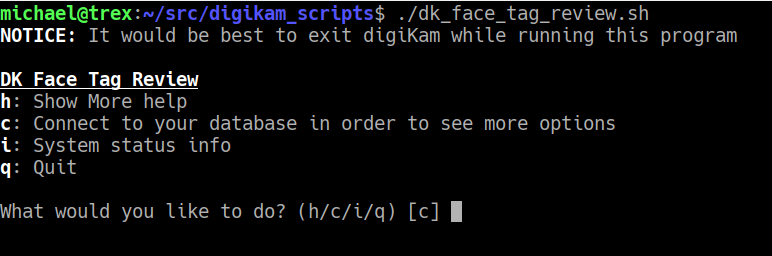 michael@trex:~/src/digikam_scripts$ ./dk_face_tag_review.sh
NOTICE: It would be best to exit digiKam while running this program
DK Face Tag Review
h: Show More help
c: Connect to your database in order to see more options
i: System status info
q: Quit
What would you like to do? (h/c/i/q) [c]